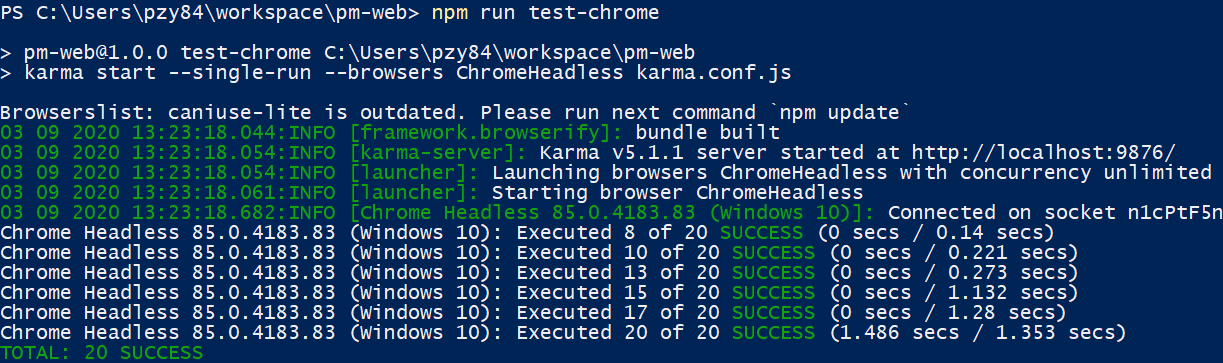 PS C:\Users\pzy84\workspace\pm-web> npm run test-chrome
> pm-web@1.0.0 test-chrome C:\Users\pzy84\workspace\pm-web
> karma start --single-run --browsers ChromeHeadless karma.conf.js
Browserslist: caniuse-lite is outdated. Please run next command `npm update`
03 09 2020 13:23:18.044:INFO [framework.browserify]: bundle built
03 09 2020 13:23:18.054:INFO [karma-server]: Karma v5.1.1 server started at http://localhost:9876/
03 09 2020 13:23:18.054:INFO [launcher]: Launching browsers ChromeHeadless with concurrency unlimited
03 09 2020 13:23:18.061:INFO [launcher]: Starting browser ChromeHeadless
03 09 2020 13:23:18.682:INFO [Chrome Headless 85.0.4183.83 (Windows 10)]: Connected on socket n1cPtF5n
Chrome Headless 85.0.4183.83 (Windows 10): Executed 8 of 20 SUCCESS (0 secs / 0.14 secs)
Chrome Headless 85.0.4183.83 (Windows 10): Executed 10 of 20 SUCCESS (0 secs / 0.221 secs)
Chrome Headless 85.0.4183.83 (Windows 10): Executed 13 of 20 SUCCESS (0 secs / 0.273 secs)
Chrome Headless 85.0.4183.83 (Windows 10): Executed 15 of 20 SUCCESS (0 secs / 1.132 secs)
Chrome Headless 85.0.4183.83 (Windows 10): Executed 17 of 20 SUCCESS (0 secs / 1.28 secs)
Chrome Headless 85.0.4183.83 (Windows 10): Executed 20 of 20 SUCCESS (1.486 secs / 1.353 secs)
TOTAL: 20 SUCCESS